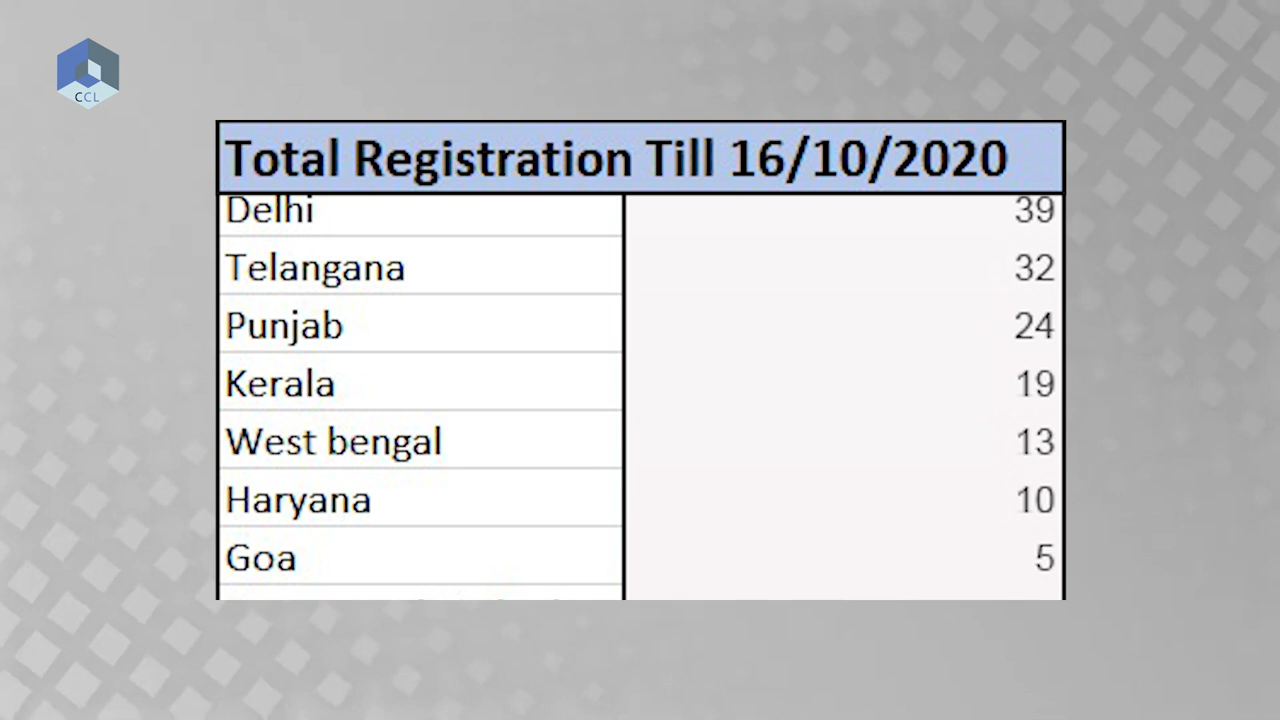 CCL
Total Registration Till 16/10/2020
Delhi 39
Telangana 32
Punjab 24
Kerala 19
West bengal 13
Haryana 10
Goa 5